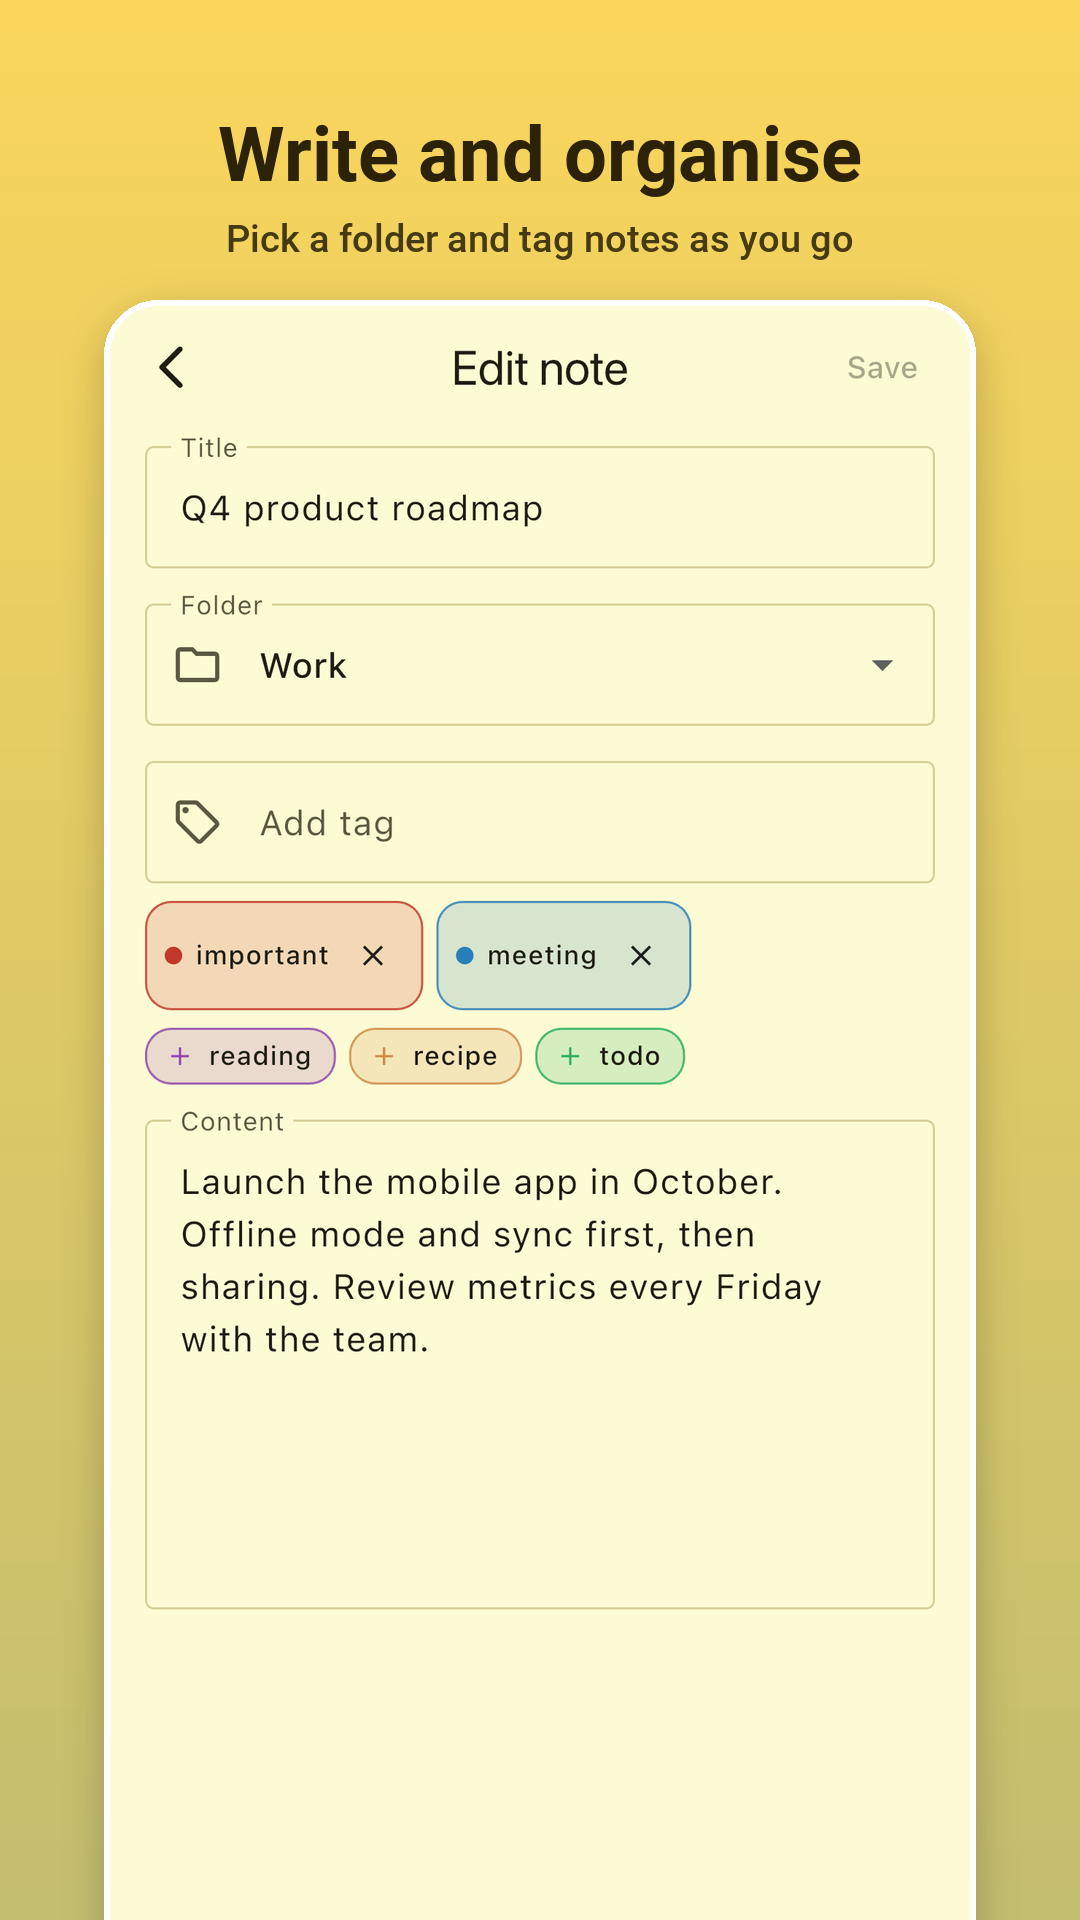 Write and organise
Pick a folder and tag notes as you go
Edit note
Save
Title
Q4 product roadmap
Folder
Work
Add tag
important
meeting
reading
recipe
todo
Content
Launch the mobile app in October.
Offline mode and sync first, then
sharing. Review metrics every Friday
with the team.